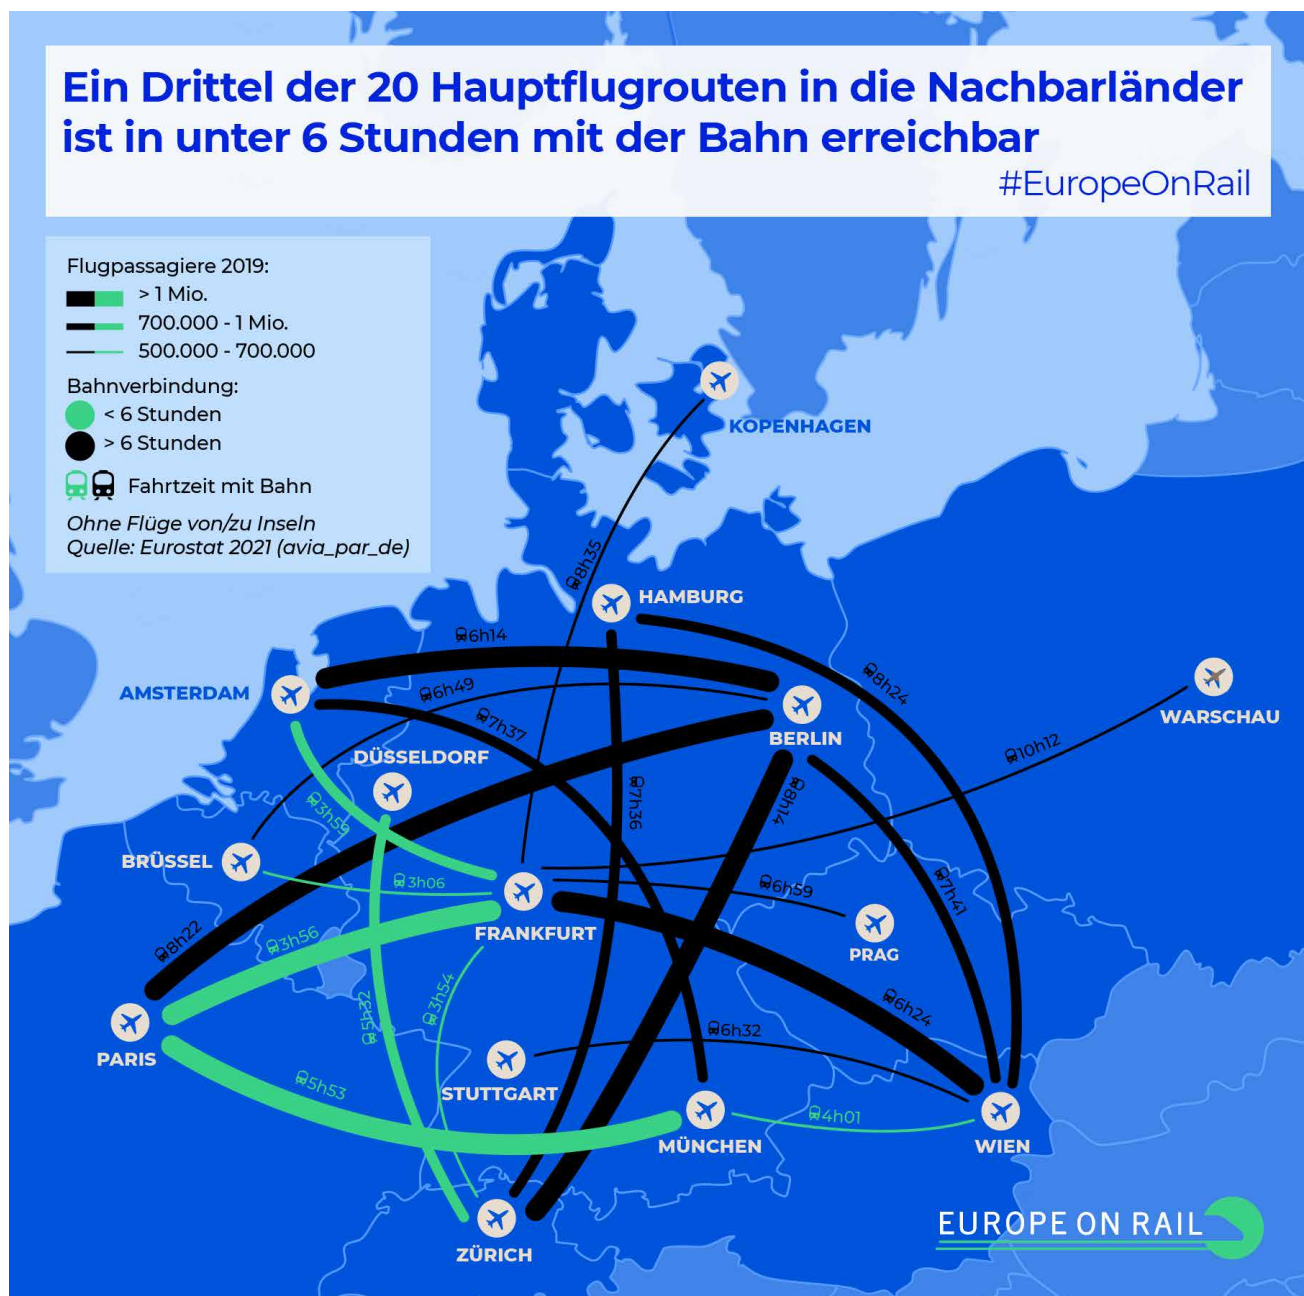 Ein Drittel der 20 Hauptflugrouten in die Nachbarländer
ist in unter 6 Stunden mit der Bahn erreichbar
#EuropeOnRail
Flugpassagiere 2019:
> 1 Mio.
700.000 - 1 Mio.
500.000 - 700.000
Bahnverbindung:
< 6 Stunden
> 6 Stunden
Fahrtzeit mit Bahn
Ohne Flüge von/zu Inseln
Quelle: Eurostat 2021 (avia_par_de)
KOPENHAGEN
8h35
HAMBURG
6h14
8h24
AMSTERDAM
6h49
7h37
WARSCHAU
BERLIN
10h12
DÜSSELDORF
3h59
7h36
8h14
BRÜSSEL
3h06
6h59
7h41
FRANKFURT
8h22
3h56
PRAG
3h54
6h24
5h32
6h32
PARIS
STUTTGART
5h53
4h01
MÜNCHEN
WIEN
ZÜRICH
EUROPE ON RAIL